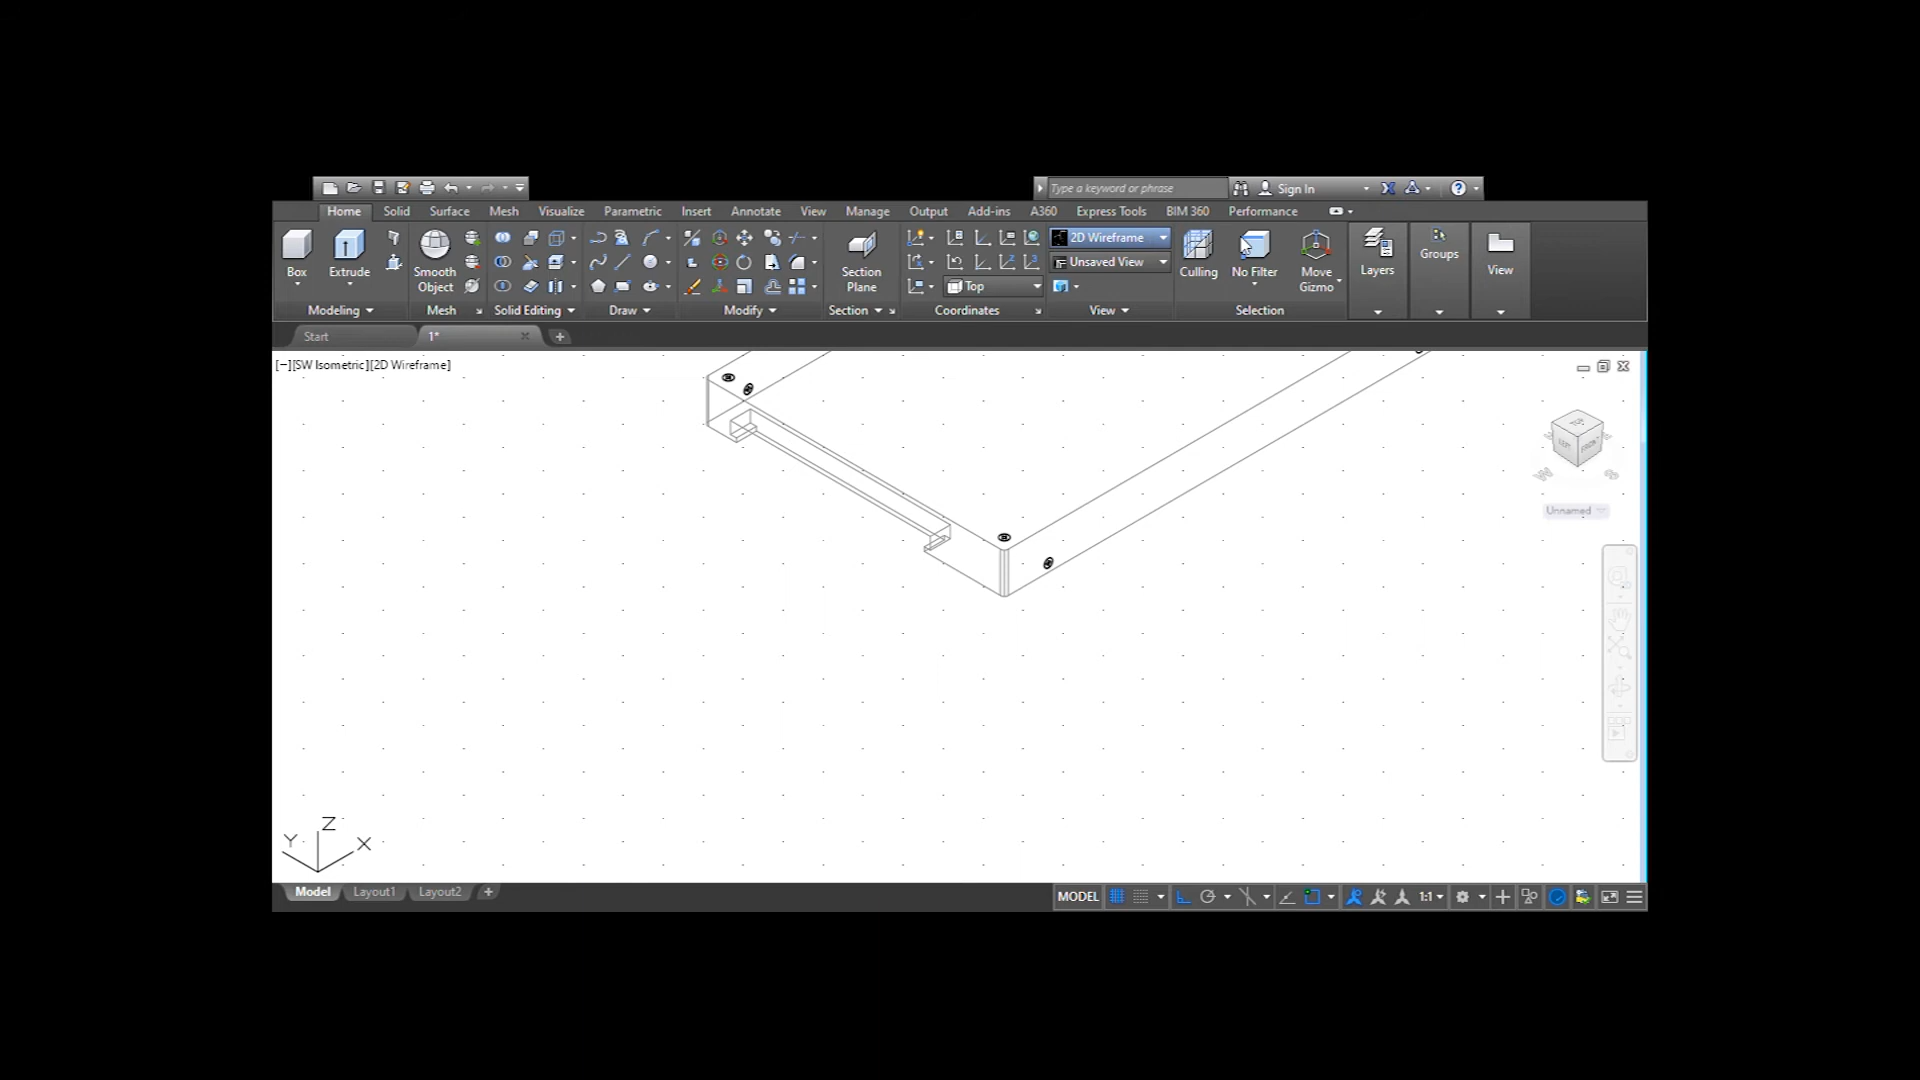 Type a keyword or phrase
Sign In
Home Solid Surface Mesh Visualize Parametric Insert Annotate View Manage Output Add-ins A360 Express Tools BIM 360 Performance
2D Wireframe
Unsaved View
Box
Extrude
Smooth
Object
Section
Plane
Top
Culling
No Filter
Move
Gizmo
Layers
Groups
View
Modeling Mesh Solid Editing Draw Modify Section Coordinates View Selection
Start
1*
[−][SW Isometric][2D Wireframe]
TOP
LEFT
FRONT
W
S
Unnamed
Z
Y
X
Model Layout1 Layout2
MODEL
1:1